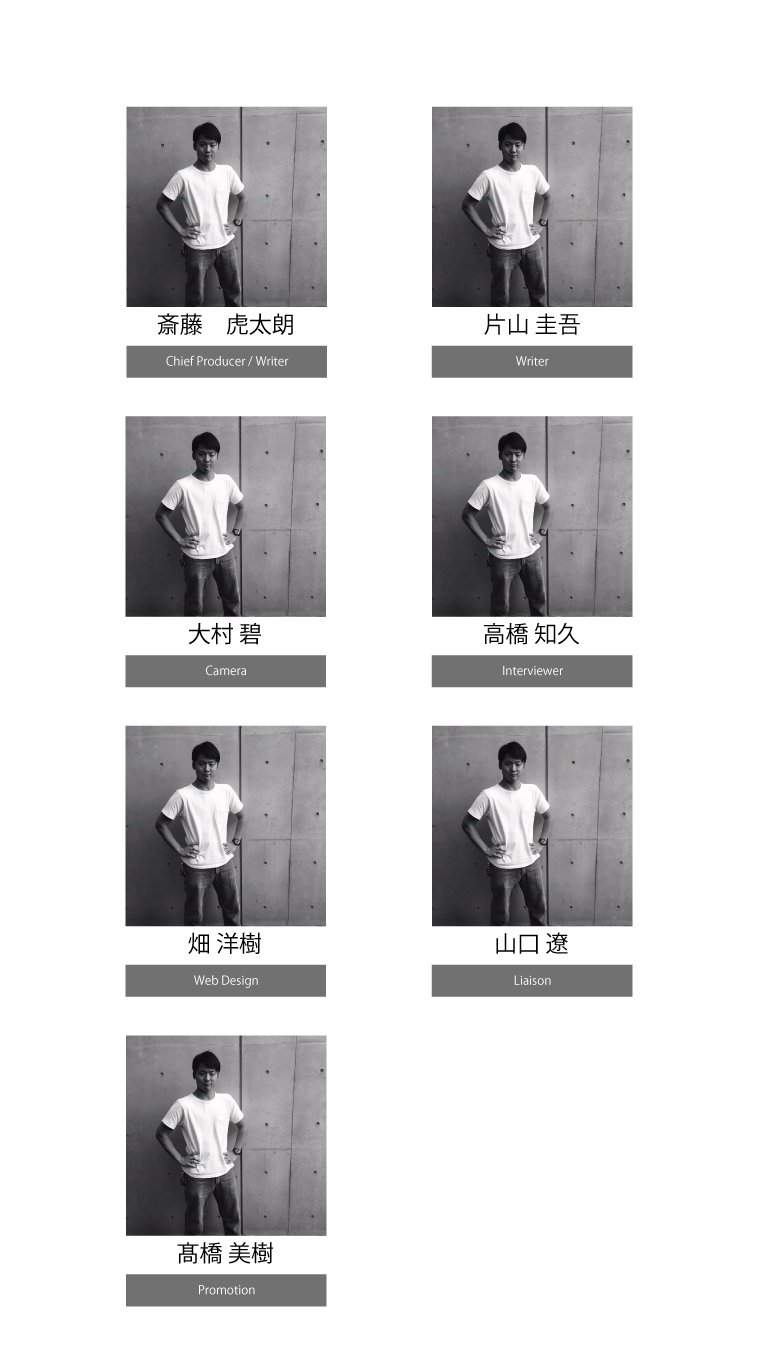 斎藤　虎太朗
Chief Producer / Writer
片山 圭吾
Writer
大村 碧
Camera
高橋 知久
Interviewer
畑 洋樹
Web Design
山口 遼
Liaison
髙橋 美樹
Promotion